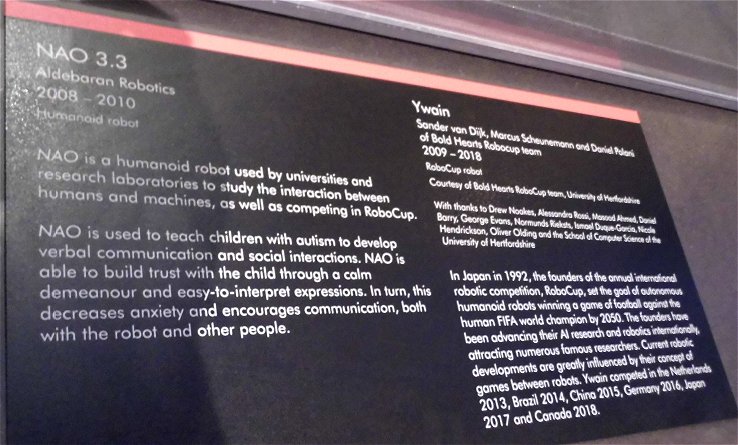 NAO 3.3
Aldebaran Robotics
2008 – 2010
Humanoid robot
NAO is a humanoid robot used by universities and
research laboratories to study the interaction between
humans and machines, as well as competing in RoboCup.
NAO is used to teach children with autism to develop
verbal communication and social interactions. NAO is
able to build trust with the child through a calm
demeanour and easy-to-interpret expressions. In turn, this
decreases anxiety and encourages communication, both
with the robot and other people.
Ywain
Sander van Dijk, Marcus Scheunemann and Daniel Polani
of Bold Hearts Robocup team
2009 – 2018
RoboCup robot
Courtesy of Bold Hearts RoboCup team, University of Hertfordshire
With thanks to Drew Noakes, Alessandra Rossi, Masood Ahmed, Daniel
Barry, George Evans, Normunds Rieksts, Ismael Duque-Garcia, Nicole
Hendrickson, Oliver Olding and the School of Computer Science of the
University of Hertfordshire
In Japan in 1992, the founders of the annual international
robotic competition, RoboCup, set the goal of autonomous
humanoid robots winning a game of football against the
human FIFA world champion by 2050. The founders have
been advancing their AI research and robotics internationally,
attracting numerous famous researchers. Current robotic
developments are greatly influenced by their concept of
games between robots. Ywain competed in the Netherlands
2013, Brazil 2014, China 2015, Germany 2016, Japan
2017 and Canada 2018.